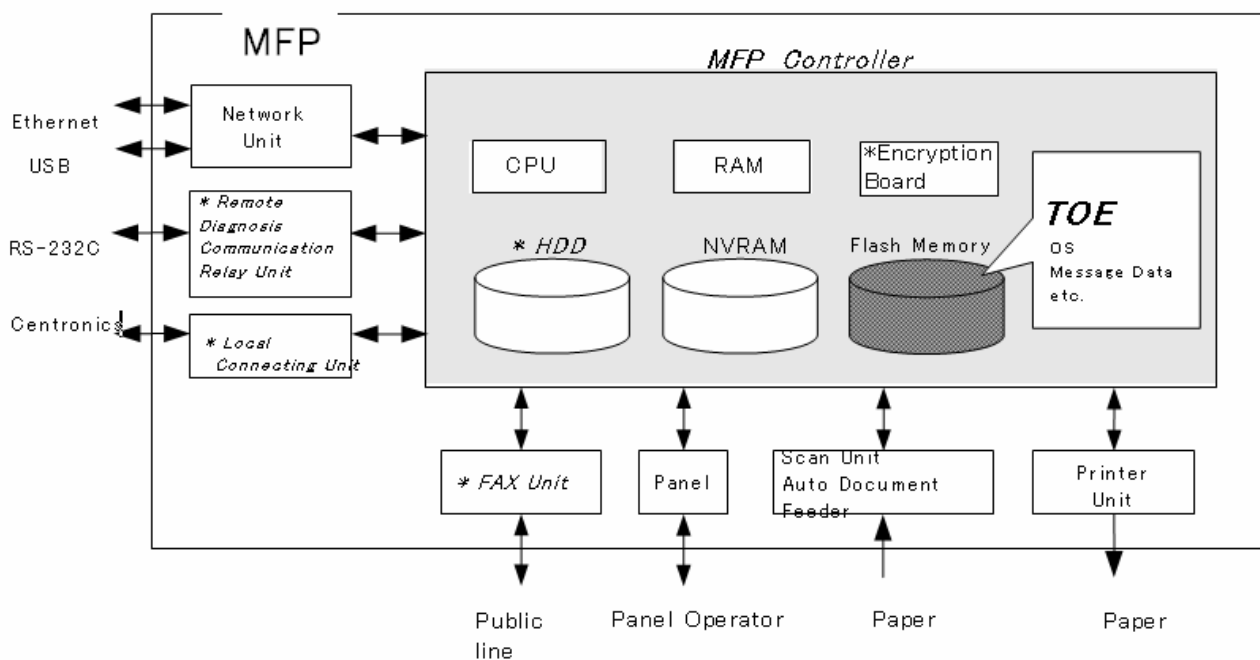 MFP
MFP Controller
Ethernet
USB
Network
Unit
CPU
RAM
*Encryption
Board
TOE
OS
Message Data
etc.
RS-232C
* Remote
Diagnosis
Communication
Relay Unit
* HDD
NVRAM
Flash Memory
Centronics
* Local
Connecting Unit
* FAX Unit
Panel
Scan Unit
Auto Document
Feeder
Printer
Unit
Public
line
Panel Operator
Paper
Paper